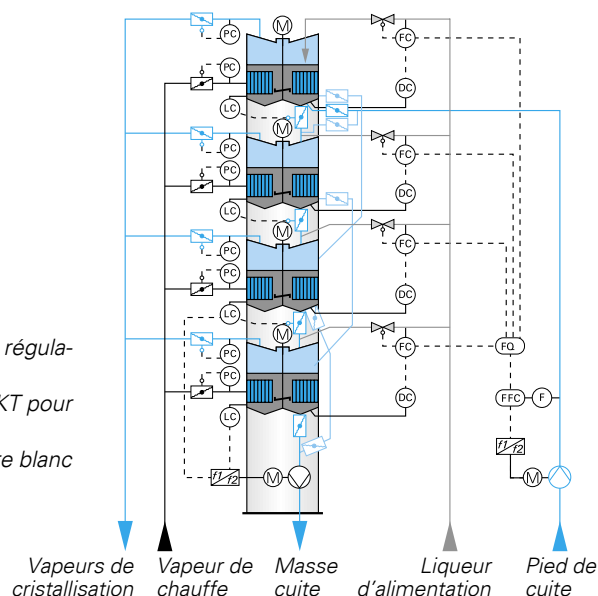 M
PC
FC
PC
DC
LC
M
PC
FC
PC
DC
LC
M
PC
FC
PC
DC
LC
M
régula-
PC
FC
FQ
PC
KT pour
DC
FFC
F
LC
e blanc
f1/f2
f1/f2
M
M
Vapeurs de cristallisation
Vapeur de chauffe
Masse cuite
Liqueur d'alimentation
Pied de cuite